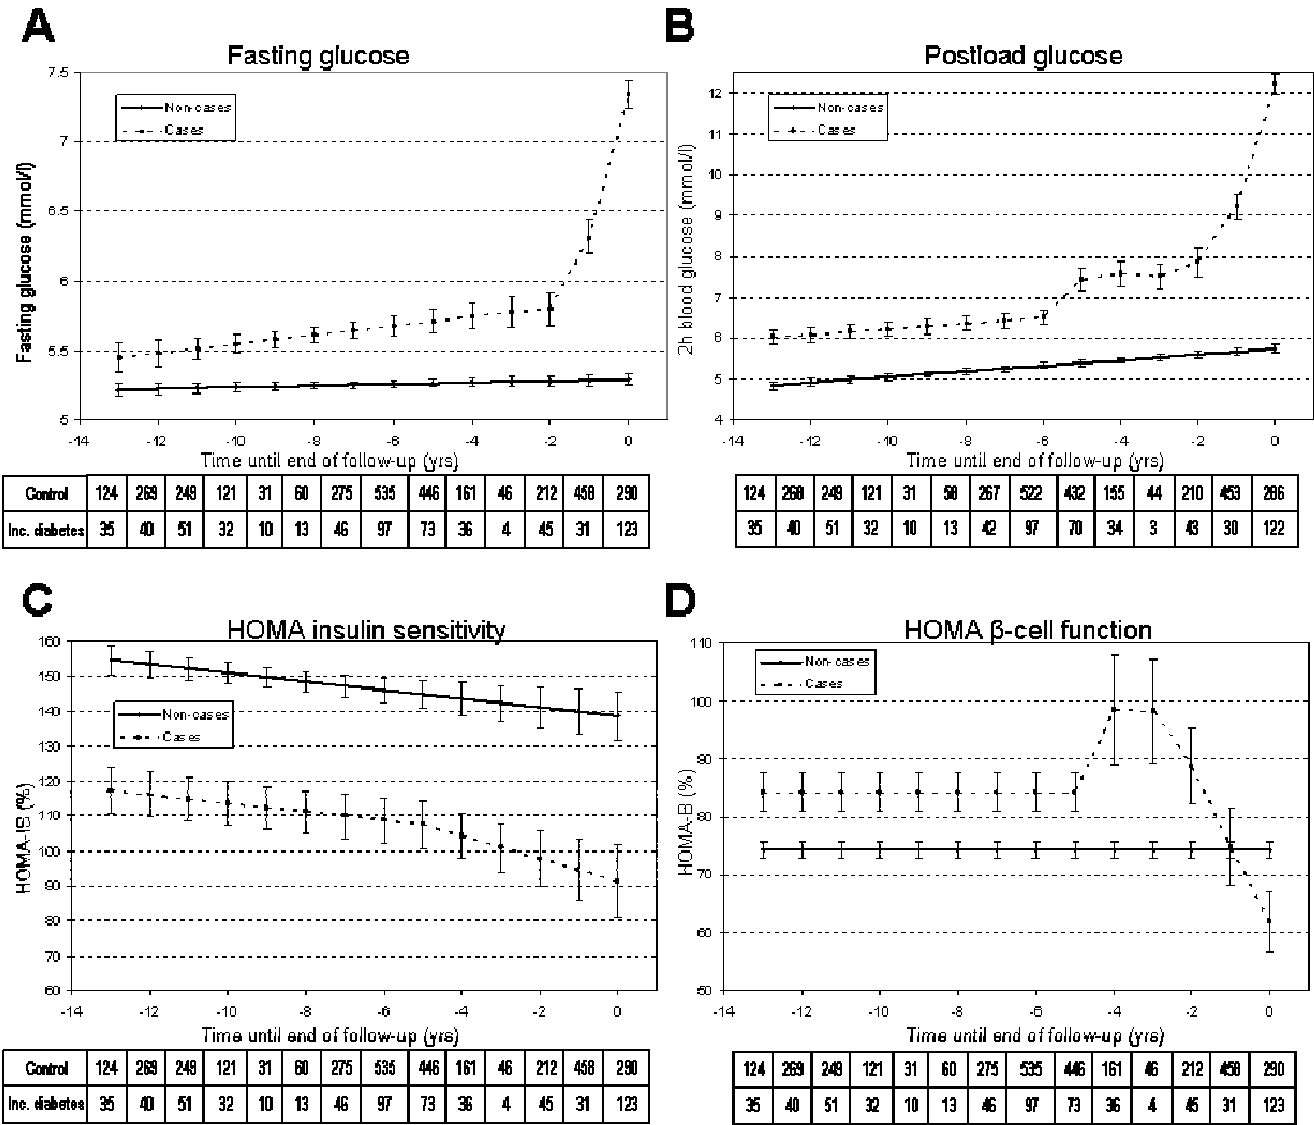 A
Fasting glucose
7.5
7
6.5
6
5.5
5
Fasting glucose (mmol/l)
Non-cases
Cases
-14 -12 -10 -8 -6 -4 -2 0
Time until end of follow-up (yrs)
Control 124 269 249 121 31 60 275 535 446 161 46 212 458 290
Inc. diabetes 35 40 51 32 10 13 46 97 73 36 4 45 31 123
B
Postload glucose
12
11
10
9
8
7
6
5
4
2h blood glucose (mmol/l)
Non-cases
Cases
-14 -12 -10 -8 -6 -4 -2 0
Time until end of follow-up (yrs)
124 268 249 121 31 58 267 522 432 155 44 210 453 286
35 40 51 32 10 13 42 97 70 34 3 43 30 122
C
HOMA insulin sensitivity
160
150
140
130
120
110
100
90
80
70
60
HOMA-IS (%)
Non-cases
Cases
-14 -12 -10 -8 -6 -4 -2 0
Time until end of follow-up (yrs)
Control 124 269 249 121 31 60 275 535 446 161 46 212 458 290
Inc. diabetes 35 40 51 32 10 13 46 97 73 36 4 45 31 123
D
HOMA β-cell function
110
100
90
80
70
60
50
HOMA-B (%)
Non-cases
Cases
-14 -12 -10 -8 -6 -4 -2 0
Time until end of follow-up (yrs)
124 269 249 121 31 60 275 535 446 161 46 212 458 290
35 40 51 32 10 13 46 97 73 36 4 45 31 123